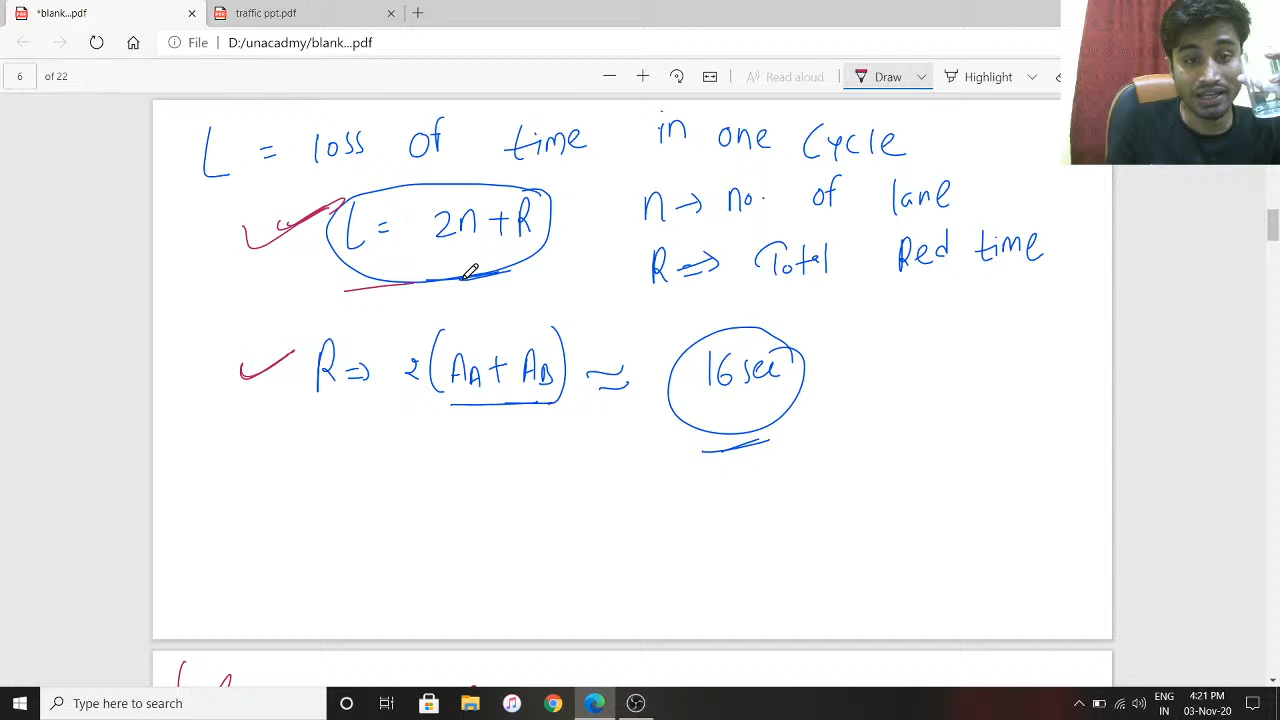 *blank.pdf
traffic ppt.pdf
File D:/unacadmy/blank...pdf
6 of 22 Read aloud Draw Highlight
L = loss of time in one cycle
L = 2n + R
n → no. of lane
R ⇒ Total Red time
R ⇒ 2(A_A + A_B) ≈ 16 sec
Type here to search
ENG 4:21 PM
IN 03-Nov-20